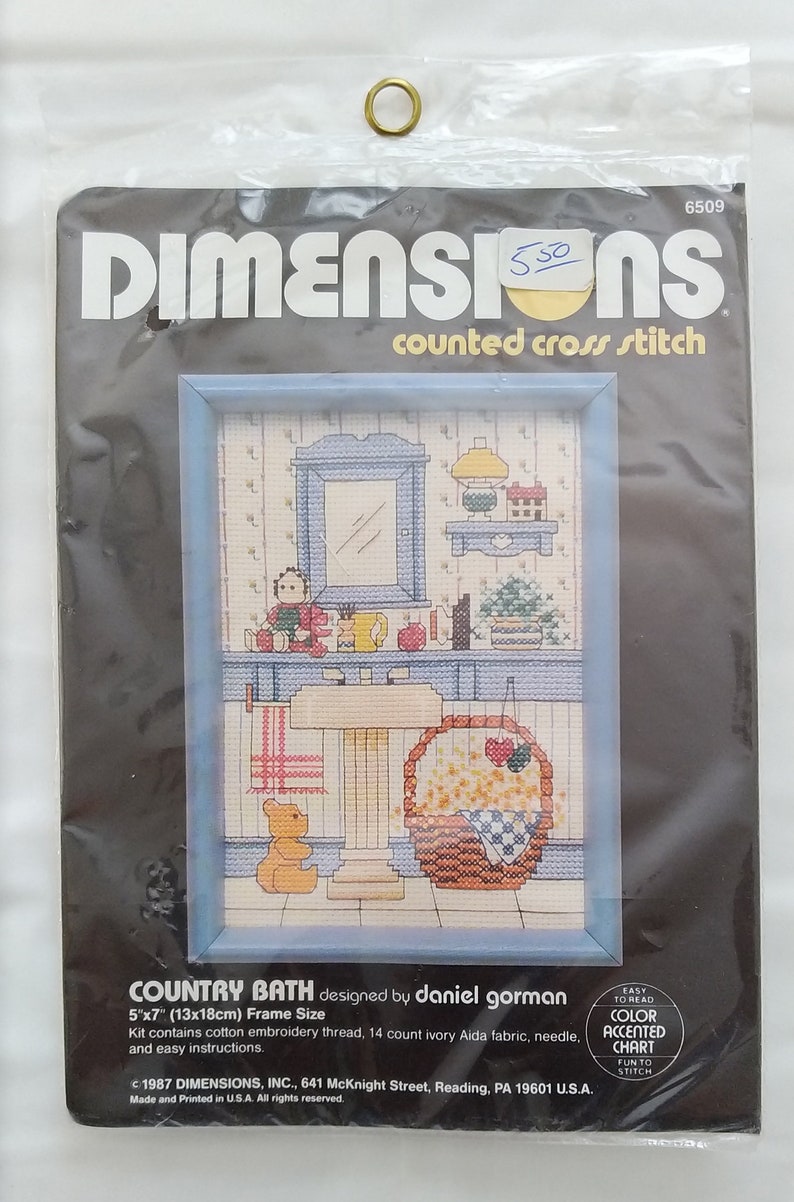 6509
DIMENSIONS®
5.50
counted cross stitch
COUNTRY BATH designed by daniel gorman
5"x7" (13x18cm) Frame Size
Kit contains cotton embroidery thread, 14 count ivory Aida fabric, needle,
and easy instructions.
EASY
TO READ
COLOR
ACCENTED
CHART
FUN TO
STITCH
©1987 DIMENSIONS, INC., 641 McKnight Street, Reading, PA 19601 U.S.A.
Made and Printed in U.S.A. All rights reserved.